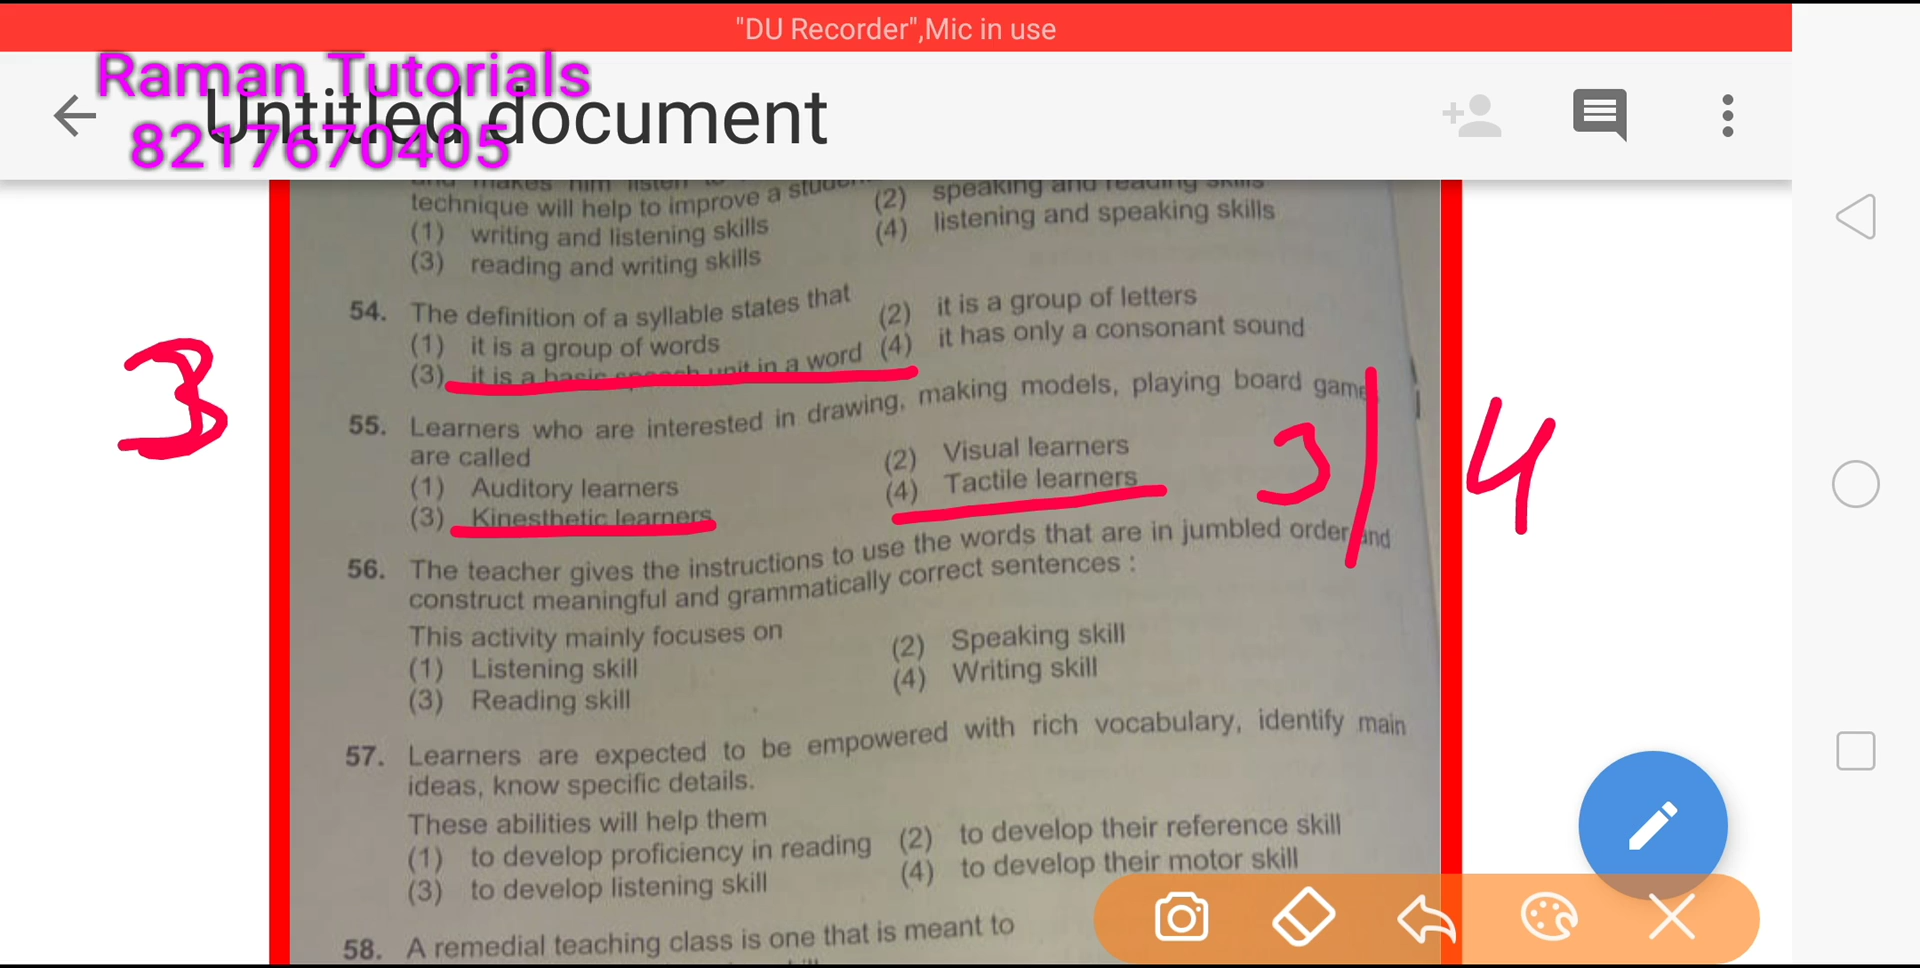 "DU Recorder",Mic in use
Raman Tutorials
Untitled document
8217670405
and makes him listen
technique will help to improve a student
(2) speaking and reading skills
(1) writing and listening skills
(4) listening and speaking skills
(3) reading and writing skills
54. The definition of a syllable states that
(1) it is a group of words
(2) it is a group of letters
(3) it is a basic speech unit in a word
(4) it has only a consonant sound
3
55. Learners who are interested in drawing, making models, playing board game
are called
(1) Auditory learners
(2) Visual learners
(3) Kinesthetic learners
(4) Tactile learners
3/4
56. The teacher gives the instructions to use the words that are in jumbled order and
construct meaningful and grammatically correct sentences :
This activity mainly focuses on
(1) Listening skill
(2) Speaking skill
(3) Reading skill
(4) Writing skill
57. Learners are expected to be empowered with rich vocabulary, identify main
ideas, know specific details.
These abilities will help them
(1) to develop proficiency in reading
(2) to develop their reference skill
(3) to develop listening skill
(4) to develop their motor skill
58. A remedial teaching class is one that is meant to